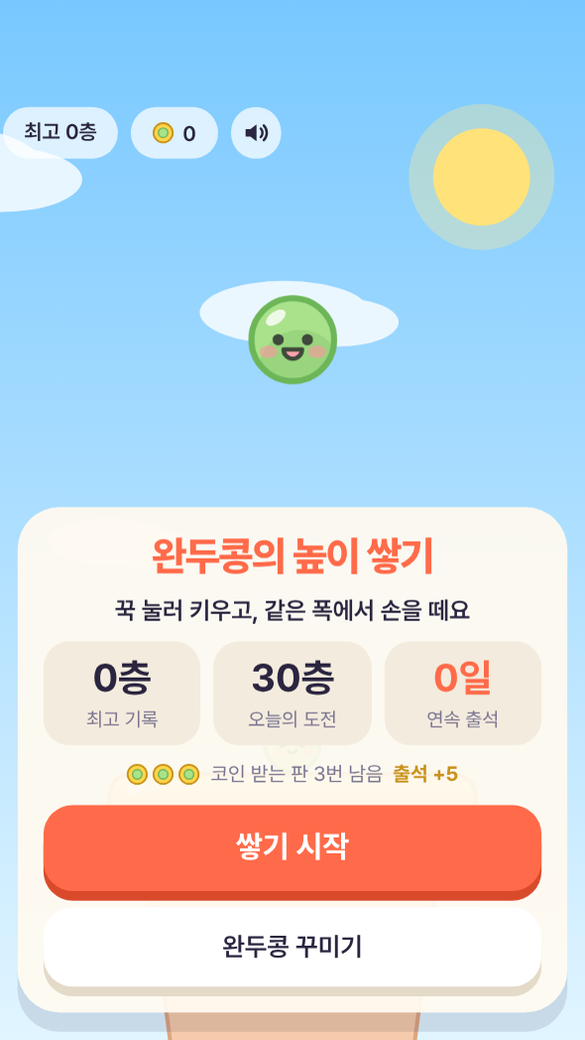 최고 0층
0
완두콩의 높이 쌓기
꾹 눌러 키우고, 같은 폭에서 손을 떼요
0층 30층 0일
최고 기록 오늘의 도전 연속 출석
코인 받는 판 3번 남음 출석 +5
쌓기 시작
완두콩 꾸미기